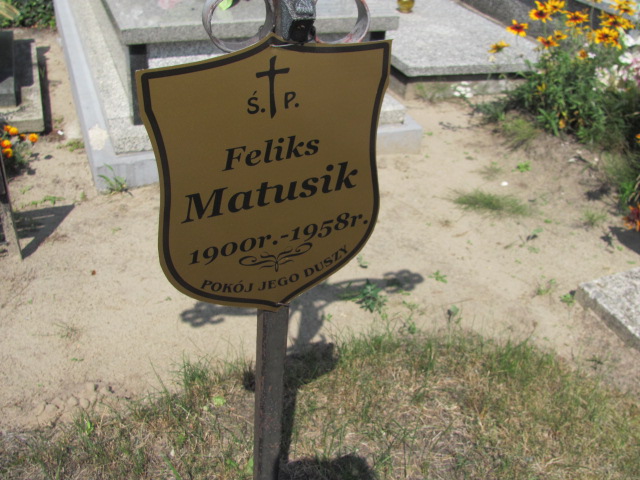 Ś.P.
Feliks
Matusik
1900r.-1958r.
POKÓJ JEGO DUSZY